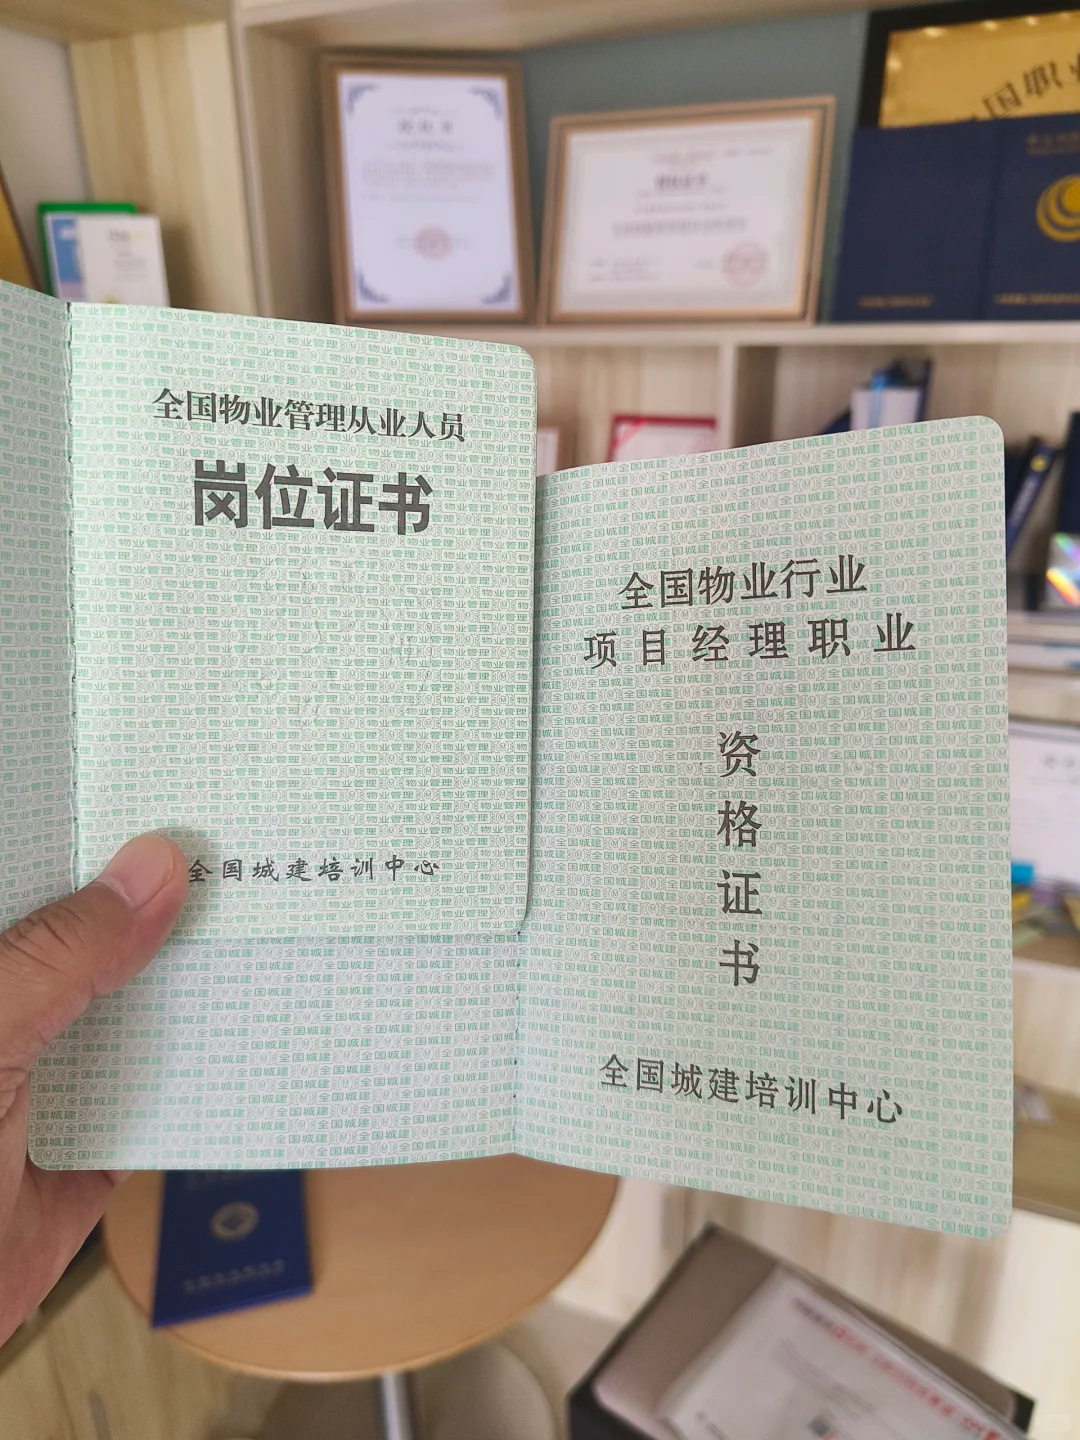 全国物业管理从业人员
岗位证书
全国城建培训中心
全国物业行业
项目经理职业
资
格
证
书
全国城建培训中心
国职